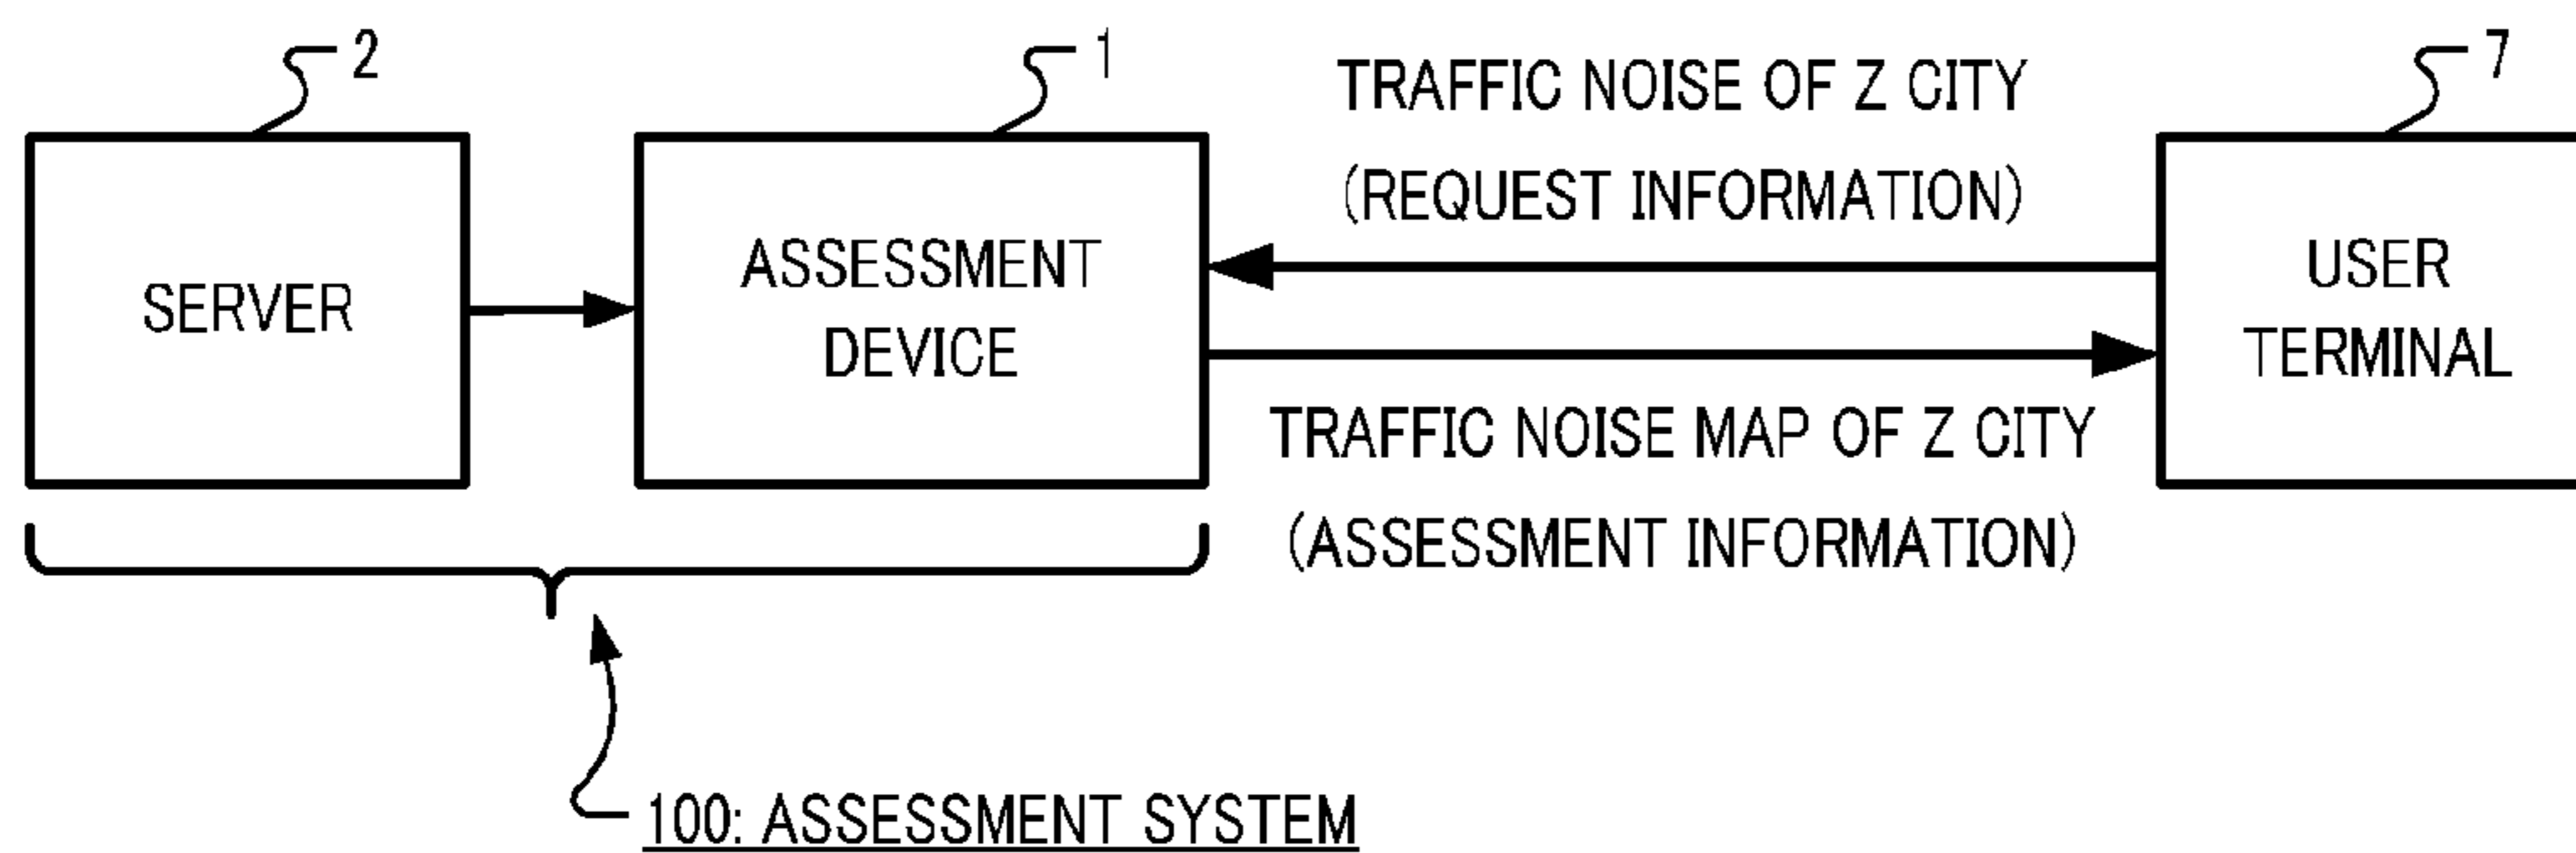 2
1
7
TRAFFIC NOISE OF Z CITY
(REQUEST INFORMATION)
SERVER
ASSESSMENT
DEVICE
USER
TERMINAL
TRAFFIC NOISE MAP OF Z CITY
(ASSESSMENT INFORMATION)
100: ASSESSMENT SYSTEM